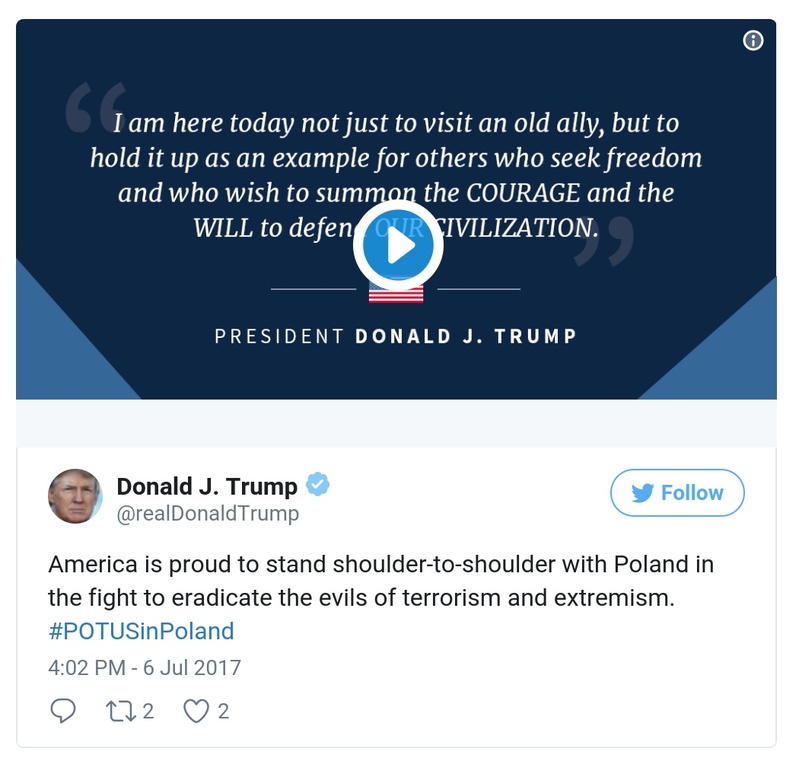 I am here today not just to visit an old ally, but to
hold it up as an example for others who seek freedom
and who wish to summon the COURAGE and the
WILL to defend OUR CIVILIZATION.
PRESIDENT DONALD J. TRUMP
Donald J. Trump
@realDonaldTrump
Follow
America is proud to stand shoulder-to-shoulder with Poland in
the fight to eradicate the evils of terrorism and extremism.
#POTUSinPoland
4:02 PM - 6 Jul 2017
2 2